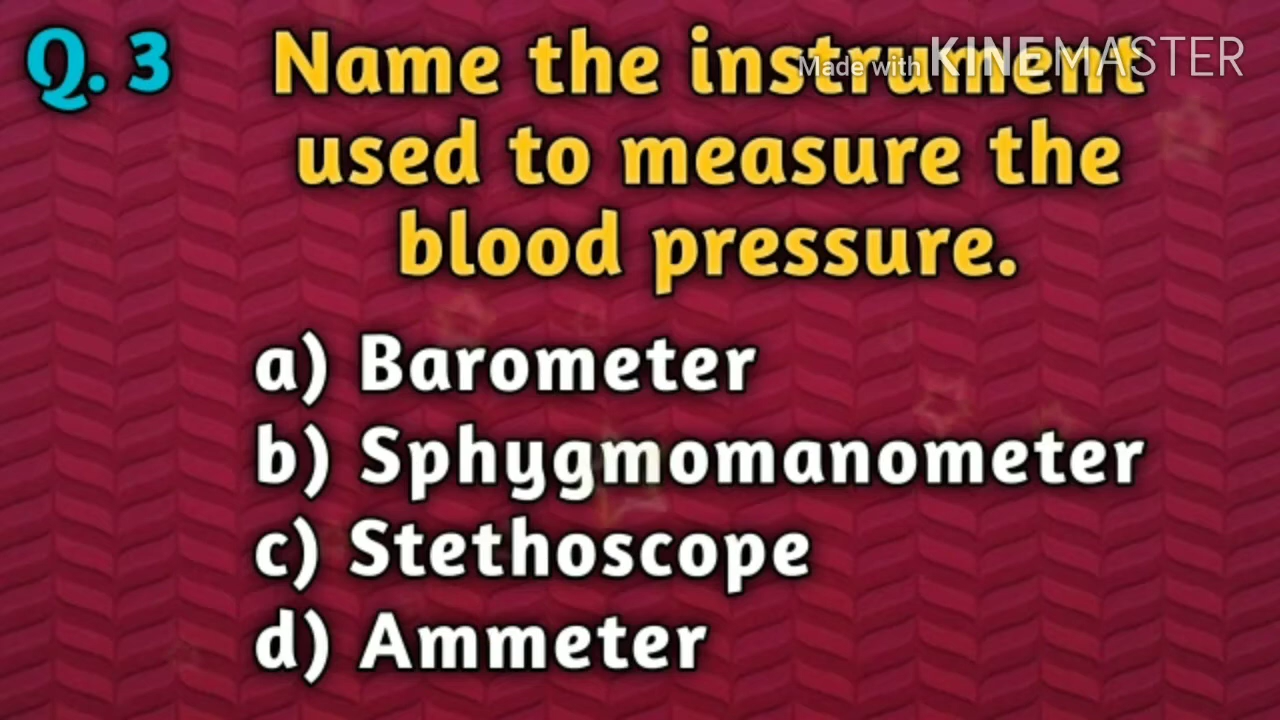 Q. 3
Name the instrument
Made with KINEMASTER
used to measure the
blood pressure.
a) Barometer
b) Sphygmomanometer
c) Stethoscope
d) Ammeter